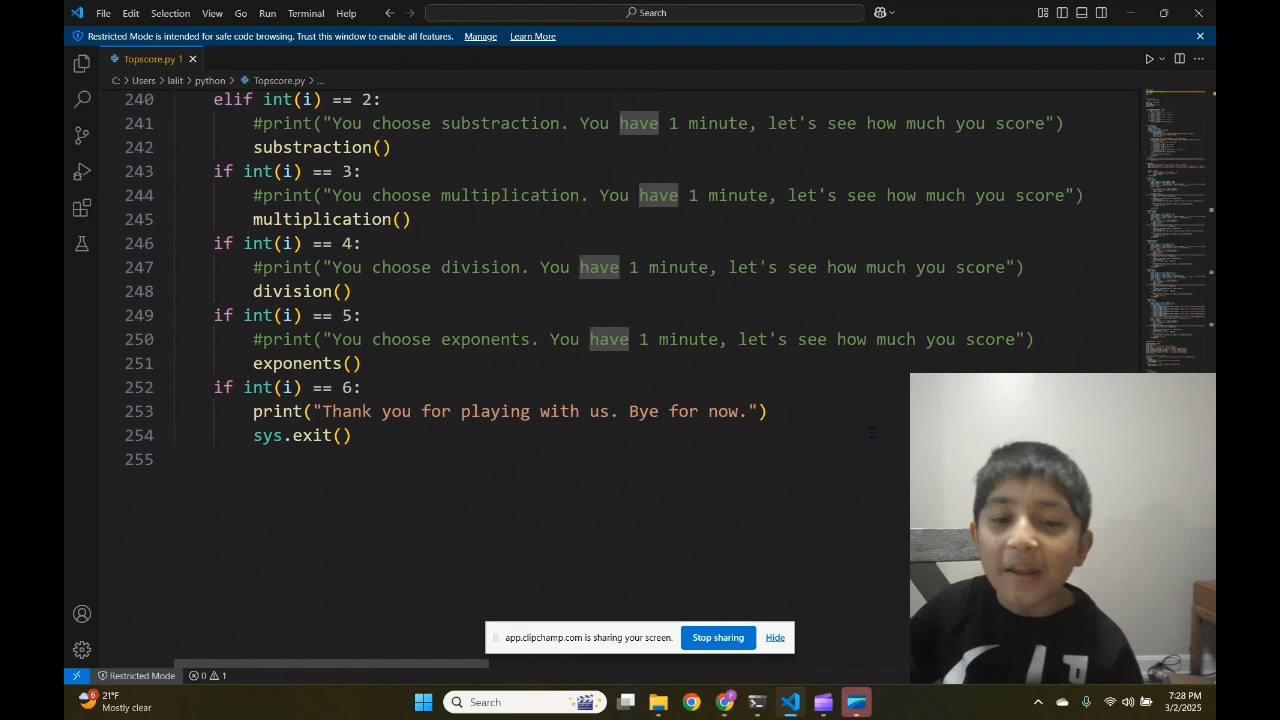 File Edit Selection View Go Run Terminal Help Search
Restricted Mode is intended for safe code browsing. Trust this window to enable all features. Manage Learn More
Topscore.py 1
C: > Users > lalit > python > Topscore.py > ...
240 elif int(i) == 2:
241 #print("You choose substraction. You have 1 minute, let's see how much you score")
242 substraction()
243 if int(i) == 3:
244 #print("You choose multiplication. You have 1 minute, let's see how much you score")
245 multiplication()
246 if int(i) == 4:
247 #print("You choose division. You have 1 minute, let's see how much you score")
248 division()
249 if int(i) == 5:
250 #print("You choose exponents. You have 1 minute, let's see how much you score")
251 exponents()
252 if int(i) == 6:
253 print("Thank you for playing with us. Bye for now.")
254 sys.exit()
255
app.clipchamp.com is sharing your screen. Stop sharing Hide
Restricted Mode 0 1
6 21°F
Mostly clear
Search
7:28 PM
3/2/2025